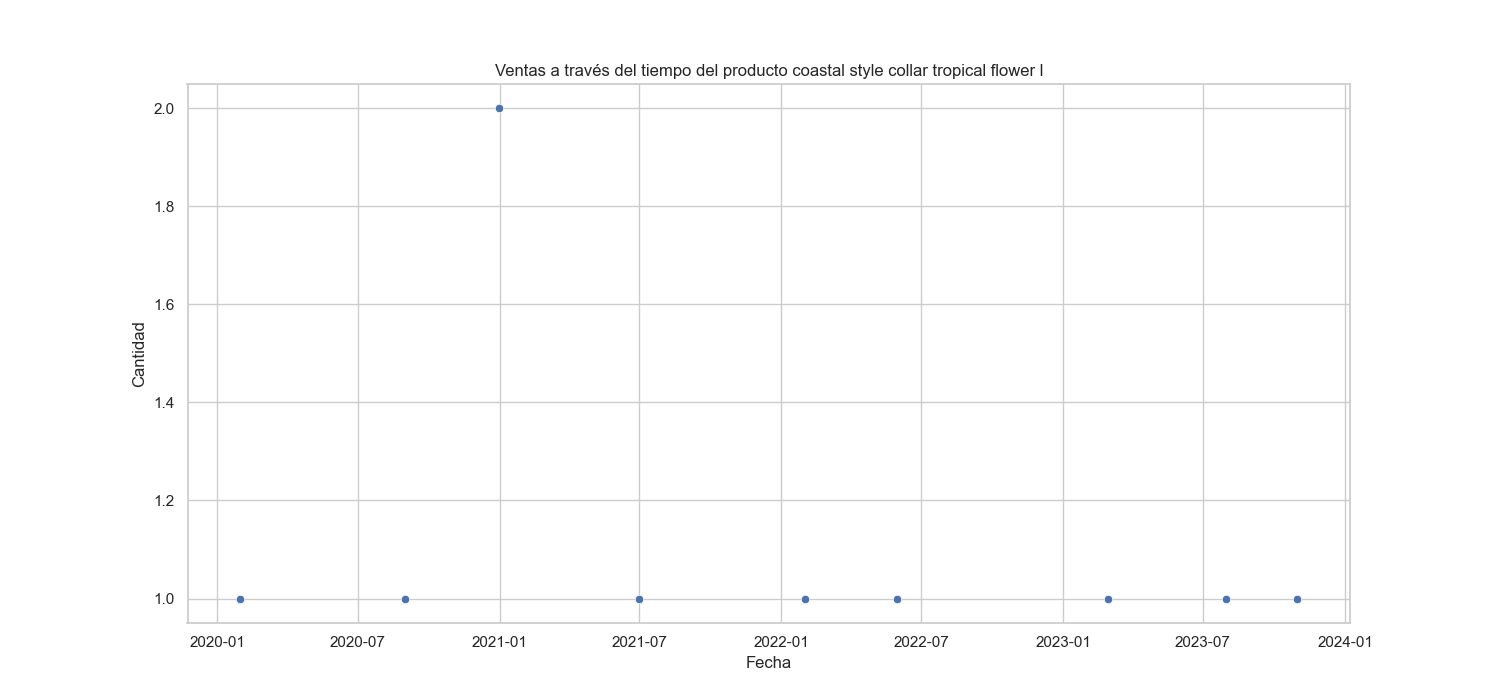 Ventas a través del tiempo del producto coastal style collar tropical flower l
2.0
1.8
1.6
1.4
1.2
1.0
Cantidad
2020-01 2020-07 2021-01 2021-07 2022-01 2022-07 2023-01 2023-07 2024-01
Fecha